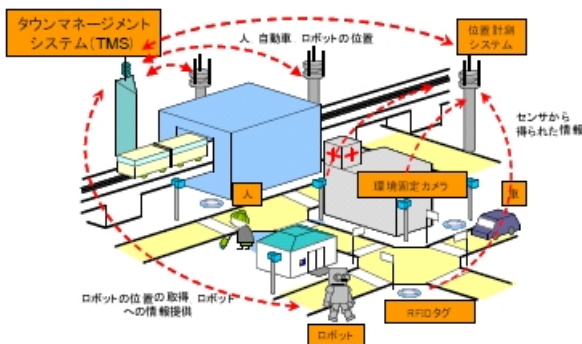 タウンマネージメント
システム(TMS)
人、自動車、ロボットの位置
位置計測
システム
センサから
得られた情報
人
環境固定カメラ
車
ロボットの位置の取得、ロボット
への情報提供
ロボット
RFIDタグ